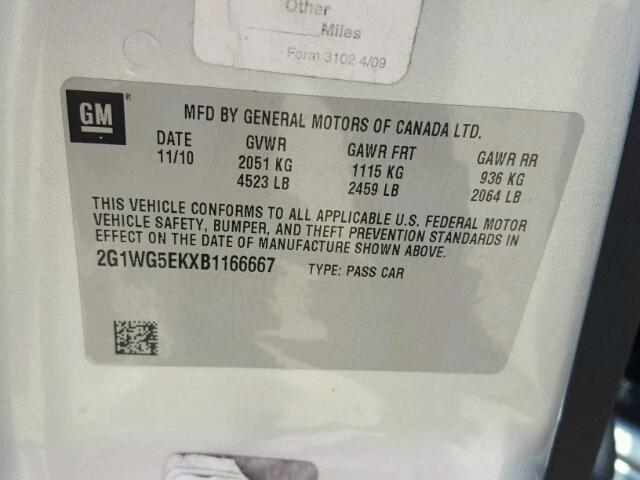 Other
Miles
Form 3102 4/09
GM ®
MFD BY GENERAL MOTORS OF CANADA LTD.
DATE GVWR GAWR FRT GAWR RR
11/10 2051 KG 1115 KG 936 KG
4523 LB 2459 LB 2064 LB
THIS VEHICLE CONFORMS TO ALL APPLICABLE U.S. FEDERAL MOTOR
VEHICLE SAFETY, BUMPER, AND THEFT PREVENTION STANDARDS IN
EFFECT ON THE DATE OF MANUFACTURE SHOWN ABOVE.
2G1WG5EKXB1166667 TYPE: PASS CAR